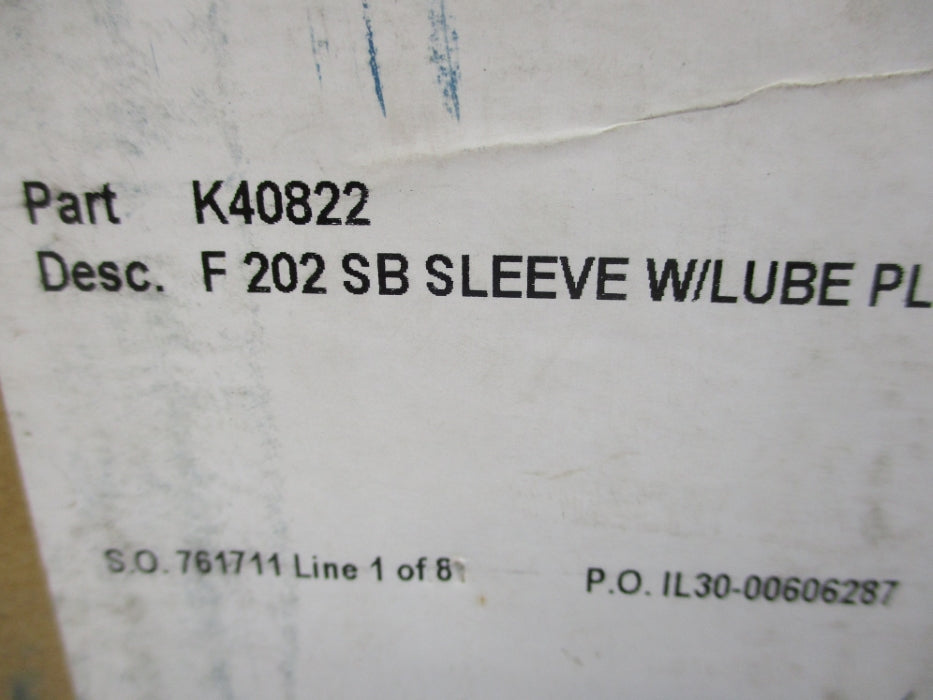 Part K40822
Desc. F 202 SB SLEEVE W/LUBE PL
S.O. 761711 Line 1 of 8
P.O. IL30-00606287